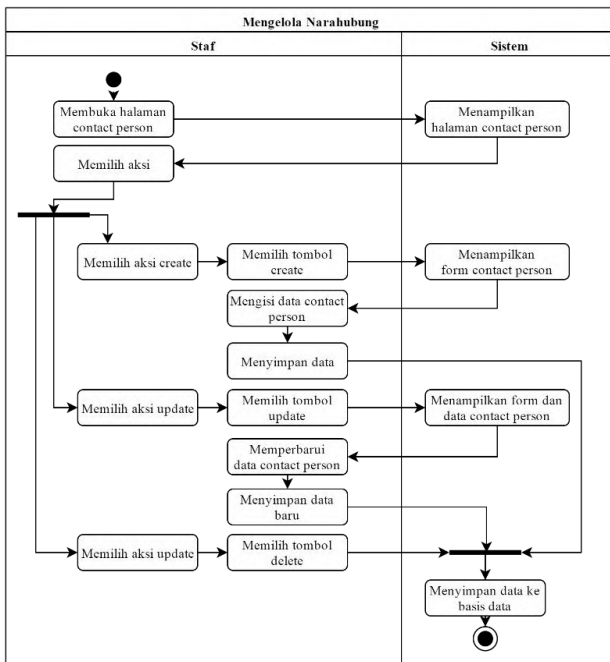 Mengelola Narahubung
Staf
Sistem
Membuka halaman
contact person
Menampilkan
halaman contact person
Memilih aksi
Memilih aksi create
Memilih tombol
create
Menampilkan
form contact person
Mengisi data contact
person
Menyimpan data
Memilih aksi update
Memilih tombol
update
Menampilkan form dan
data contact person
Memperbarui
data contact person
Menyimpan data
baru
Memilih aksi update
Memilih tombol
delete
Menyimpan data ke
basis data